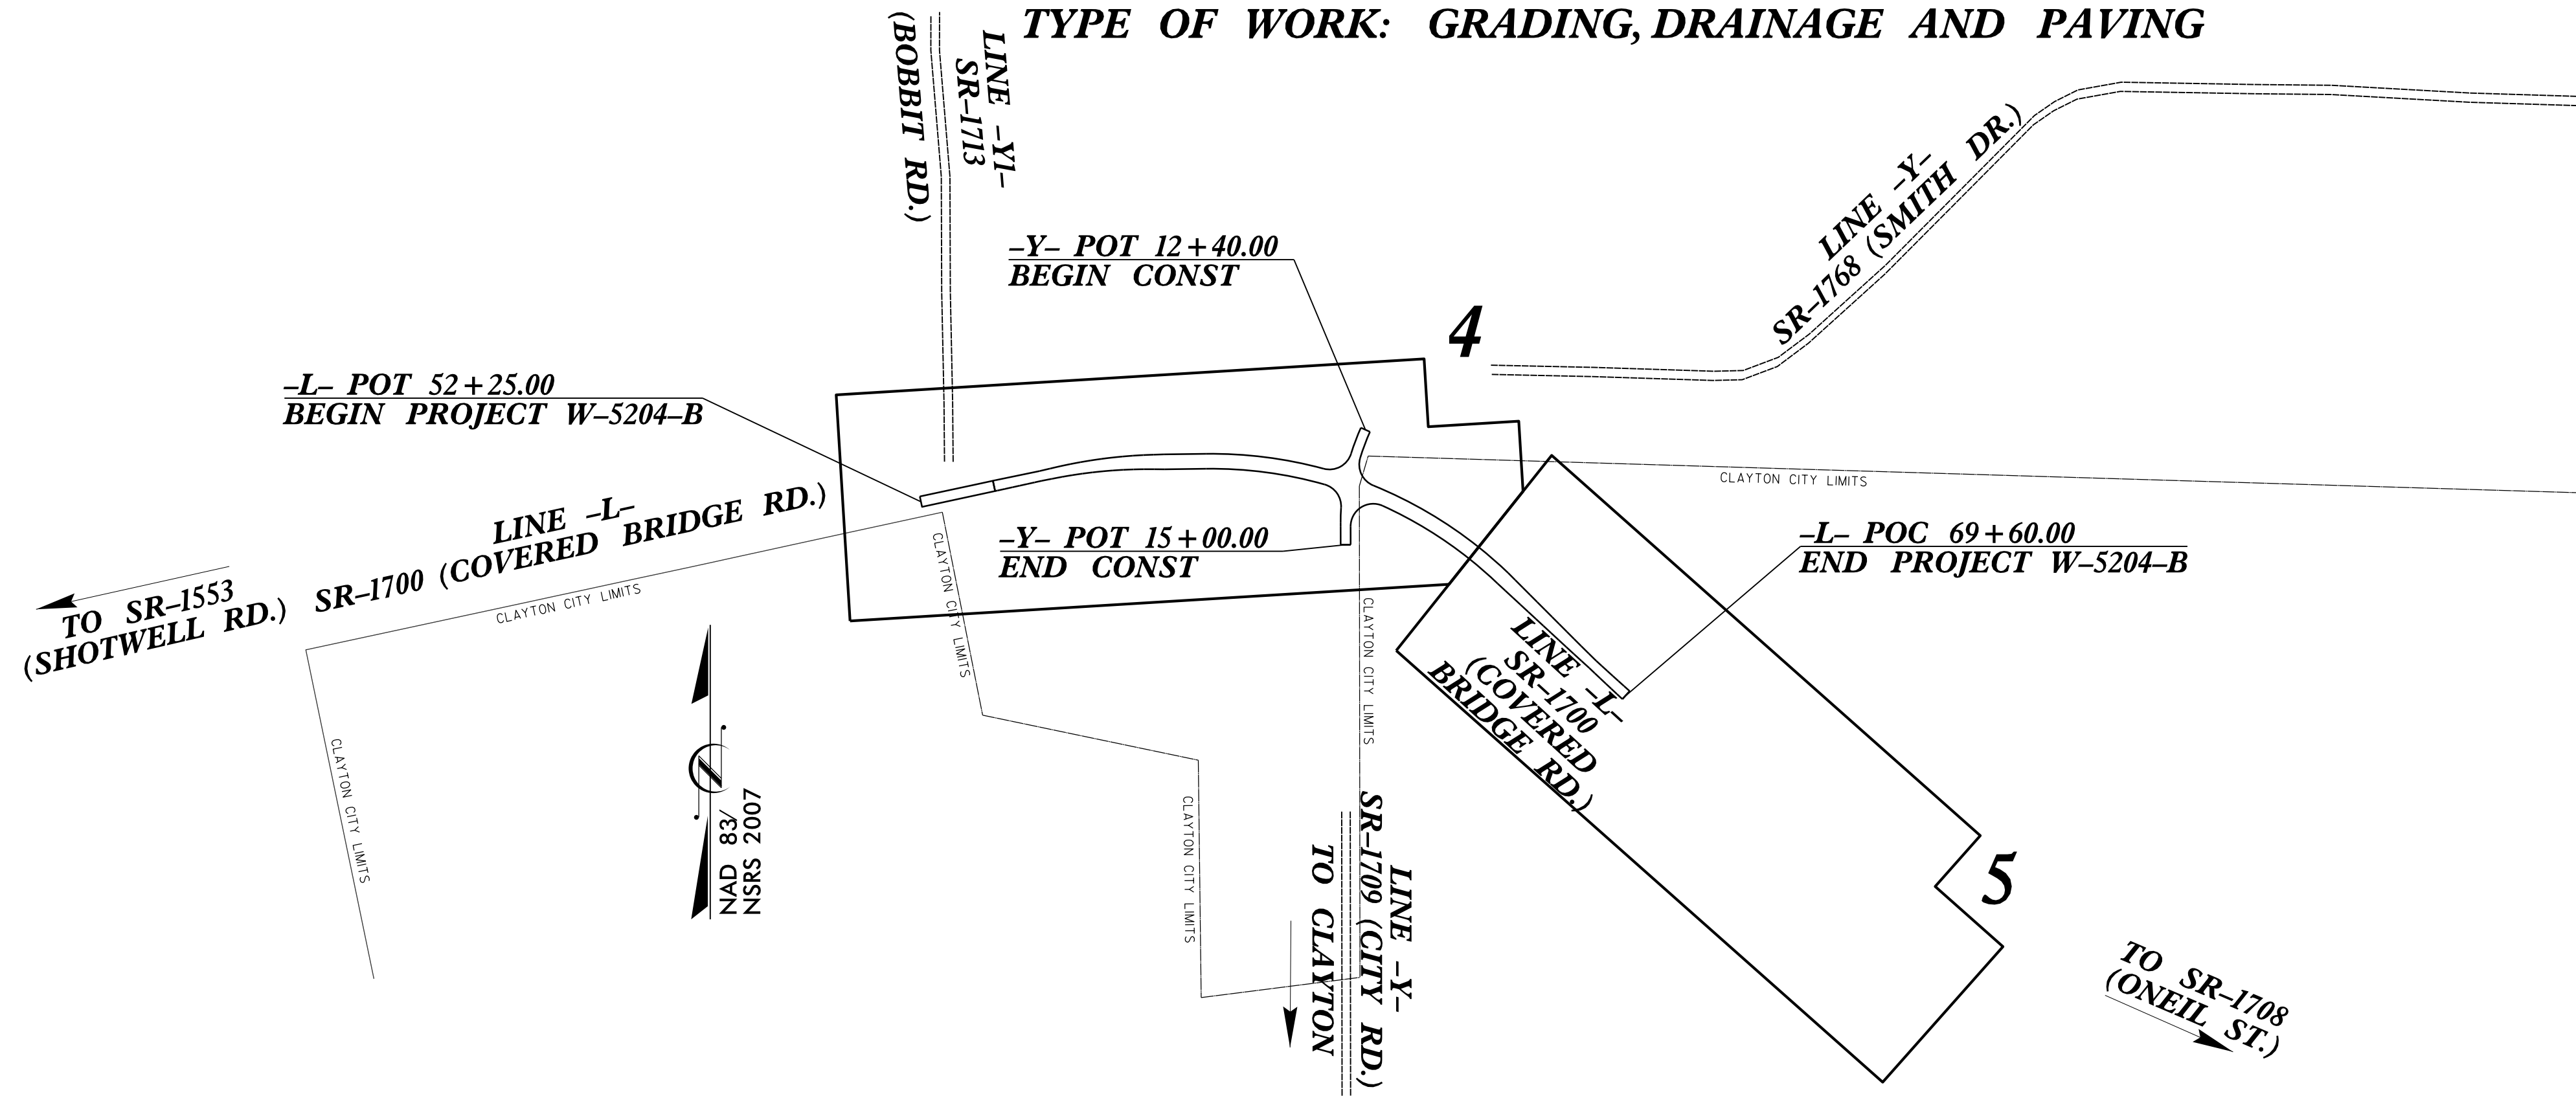 TYPE OF WORK: GRADING, DRAINAGE AND PAVING
(BOBBIT RD.)
LINE –Y1–
SR–1713
LINE –Y–
SR–1768 (SMITH DR.)
–Y– POT 12+40.00
BEGIN CONST
4
–L– POT 52+25.00
BEGIN PROJECT W–5204–B
CLAYTON CITY LIMITS
LINE –L–
SR–1700 (COVERED BRIDGE RD.)
–Y– POT 15+00.00
END CONST
–L– POC 69+60.00
END PROJECT W–5204–B
TO SR–1553
(SHOTWELL RD.)
CLAYTON CITY LIMITS
CLAYTON CITY LIMITS
CLAYTON CITY LIMITS
LINE –L–
SR–1700
(COVERED
BRIDGE RD.)
CLAYTON CITY LIMITS
NAD 83/
NSRS 2007
CLAYTON CITY LIMITS
TO CLAYTON
LINE –Y–
SR–1709 (CITY RD.)
5
TO SR–1708
(ONEIL ST.)